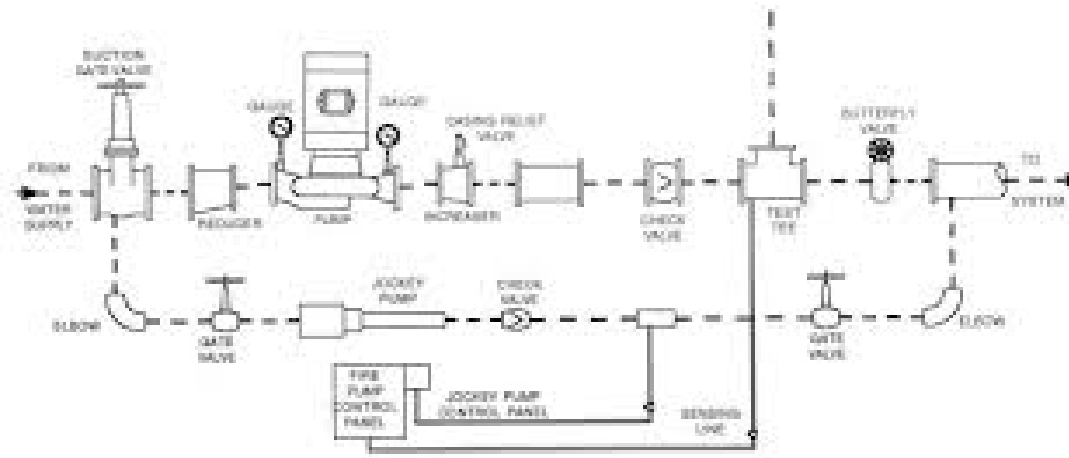 SUCTION
GATE VALVE
GAUGE
GAUGE
CASING RELIEF
VALVE
BUTTERFLY
VALVE
FROM
WATER
SUPPLY
REDUCER
PUMP
INCREASER
CHECK
VALVE
TEST
TEE
TO
SYSTEM
ELBOW
GATE
VALVE
JOCKEY
PUMP
CHECK
VALVE
GATE
VALVE
ELBOW
FIRE
PUMP
CONTROL
PANEL
JOCKEY PUMP
CONTROL PANEL
SENSING
LINE